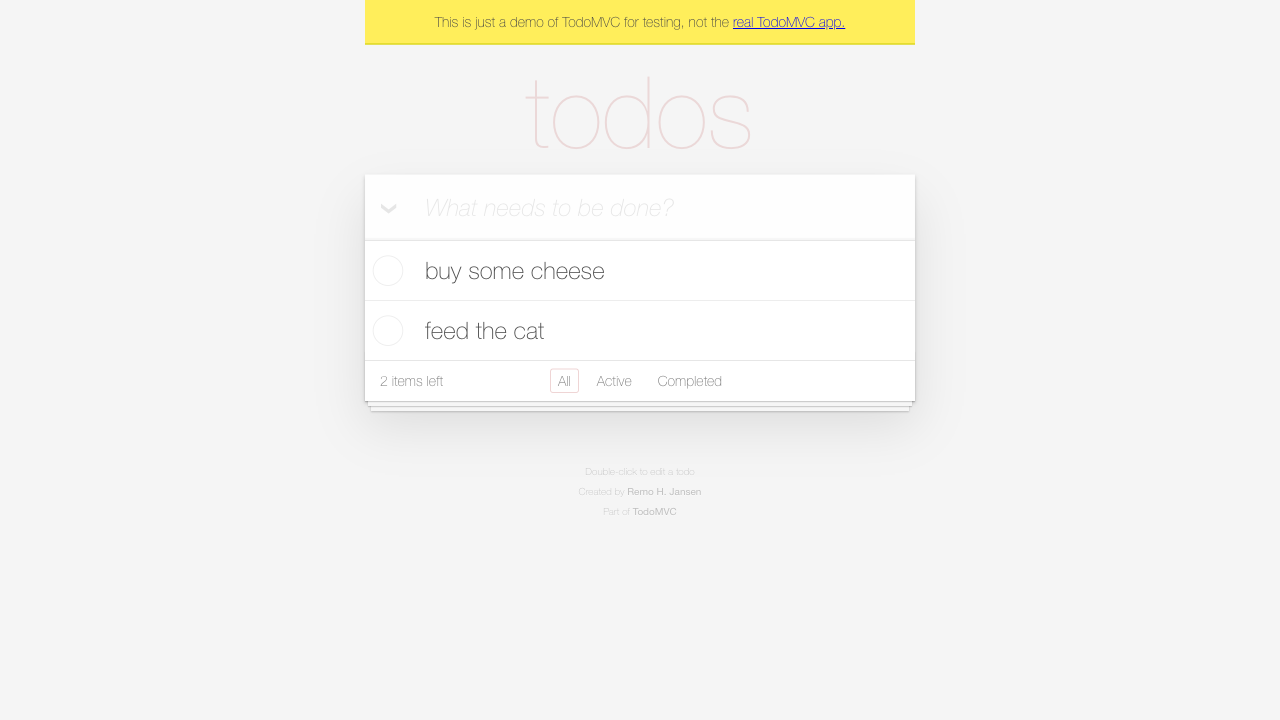 This is just a demo of TodoMVC for testing, not the real TodoMVC app.
todos
What needs to be done?
buy some cheese
feed the cat
2 items left All Active Completed
Double-click to edit a todo
Created by Remo H. Jansen
Part of TodoMVC